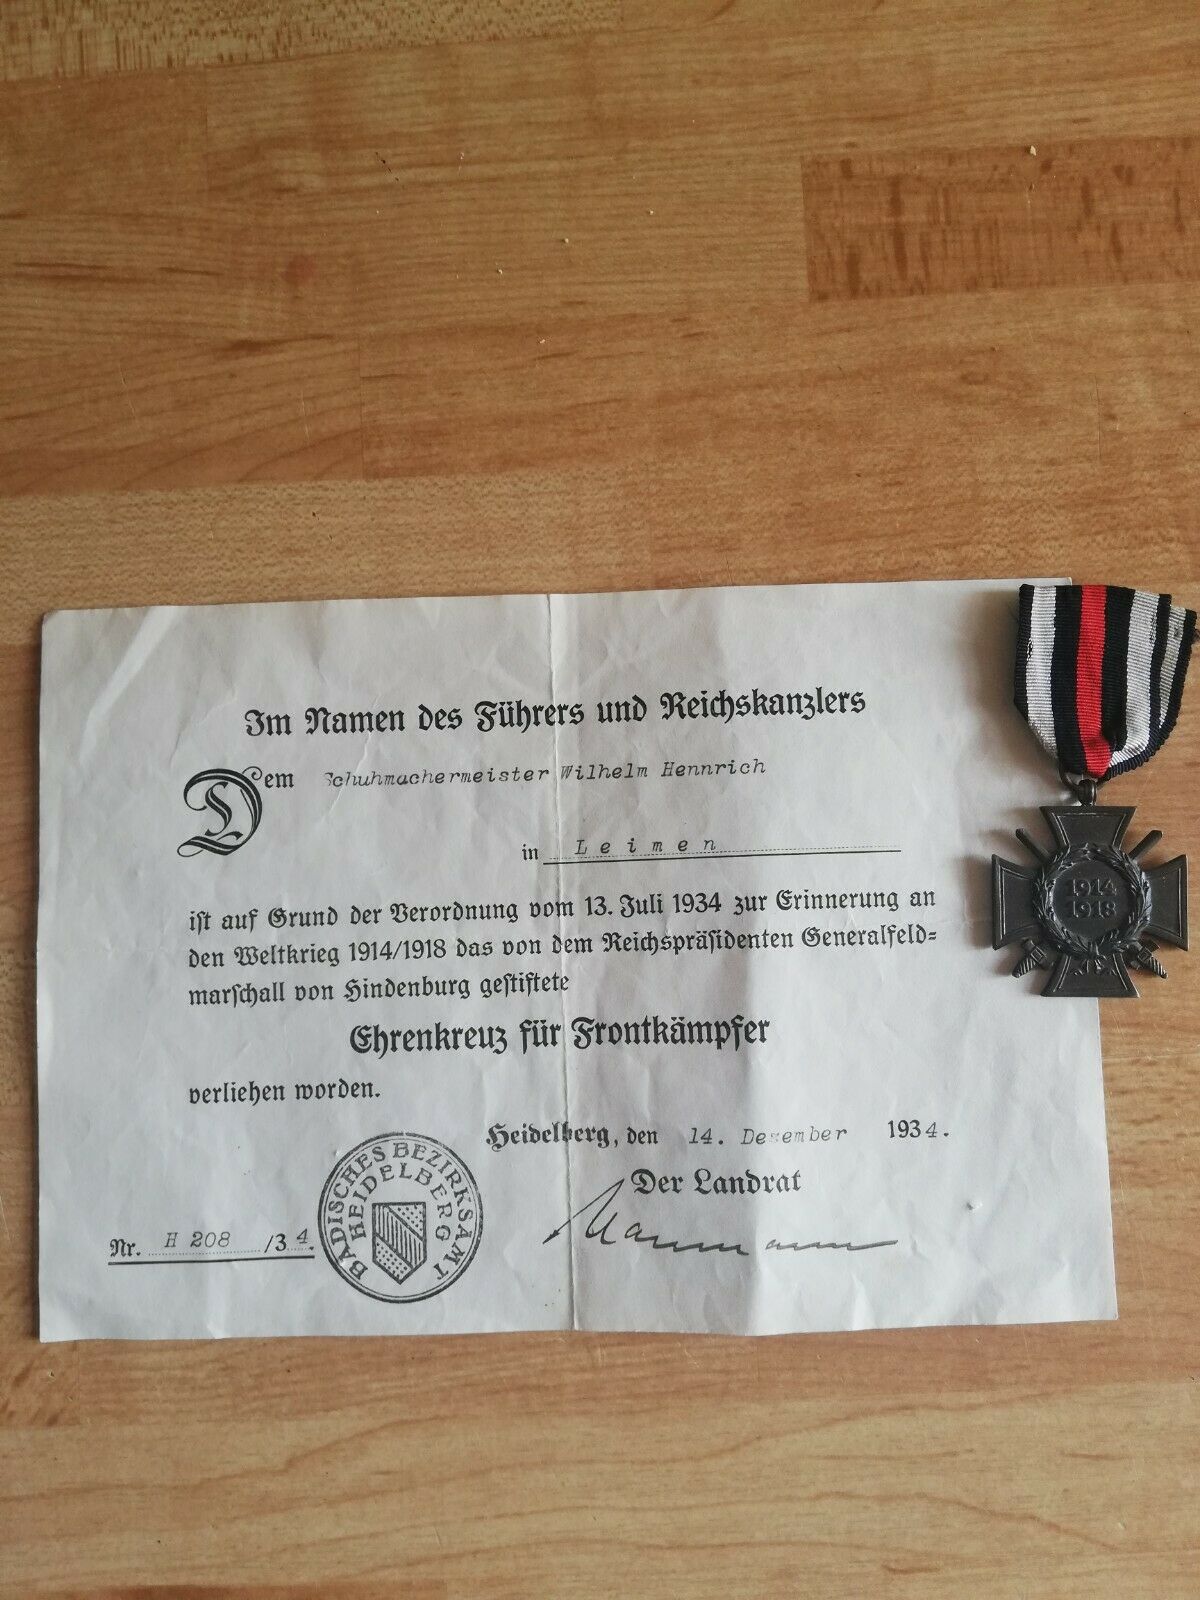 Im Namen des Führers und Reichskanzlers
Dem Schuhmachermeister Wilhelm Hennrich
in Leimen
ist auf Grund der Verordnung vom 13. Juli 1934 zur Erinnerung an
den Weltkrieg 1914/1918 das von dem Reichspräsidenten Generalfeld=
marschall von Hindenburg gestiftete
Ehrenkreuz für Frontkämpfer
verliehen worden.
Heidelberg, den 14. Dezember 1934.
Der Landrat
Nr. H 208 /34.
BADISCHES BEZIRKSAMT
HEIDELBERG
1914
1918